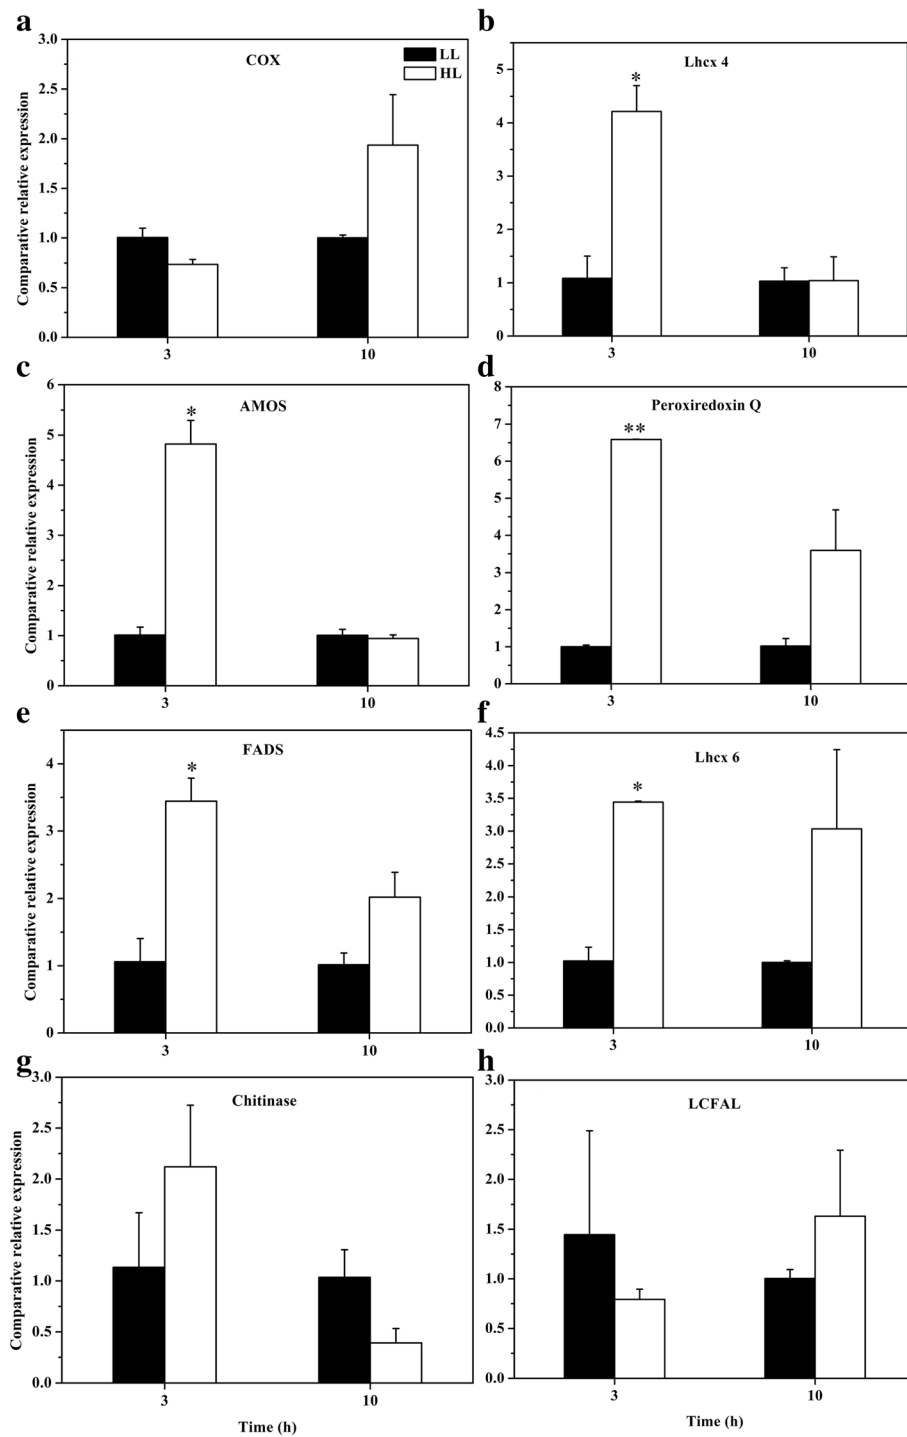 a
COX
LL
HL
Comparative relative expression
3.0
2.5
2.0
1.5
1.0
0.5
0.0
3 10
b
Lhcx 4
*
5
4
3
2
1
0
3 10
c
AMOS
*
Comparative relative expression
6
5
4
3
2
1
0
3 10
d
Peroxiredoxin Q
**
8
7
6
5
4
3
2
1
0
3 10
e
FADS
*
Comparative relative expression
4
3
2
1
0
3 10
f
Lhcx 6
*
4.5
4.0
3.5
3.0
2.5
2.0
1.5
1.0
0.5
0.0
3 10
g
Chitinase
Comparative relative expression
3.0
2.5
2.0
1.5
1.0
0.5
0.0
3 10
Time (h)
h
LCFAL
3.0
2.5
2.0
1.5
1.0
0.5
0.0
3 10
Time (h)